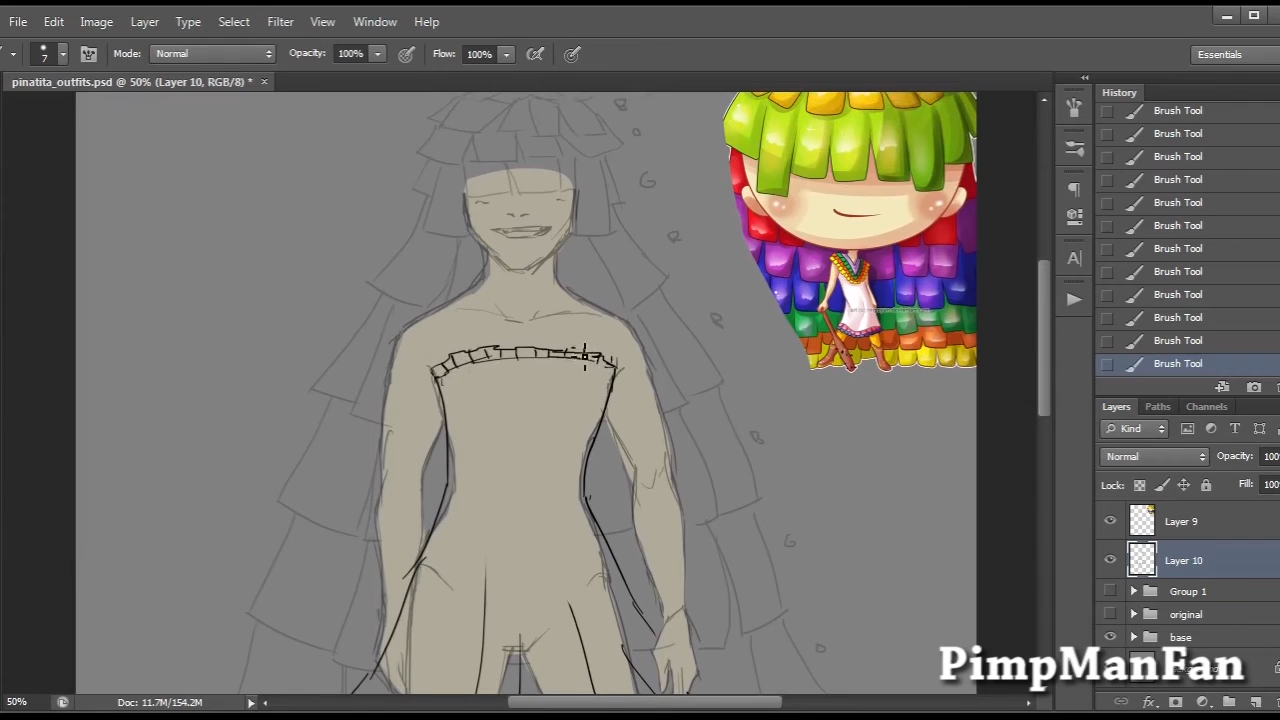 File Edit Image Layer Type Select Filter View Window Help
7 Mode: Normal Opacity: 100% Flow: 100% Essentials
pinatita_outfits.psd @ 50% (Layer 10, RGB/8) * ×
History
Brush Tool
Brush Tool
Brush Tool
Brush Tool
Brush Tool
Brush Tool
Brush Tool
Brush Tool
Brush Tool
Brush Tool
Brush Tool
Brush Tool
B
O
G
R
P
B
G
O
Layers Paths Channels
Kind
Normal Opacity: 100
Lock: Fill: 100
Layer 9
Layer 10
Group 1
original
base
PimpManFan
50% Doc: 11.7M/154.2M